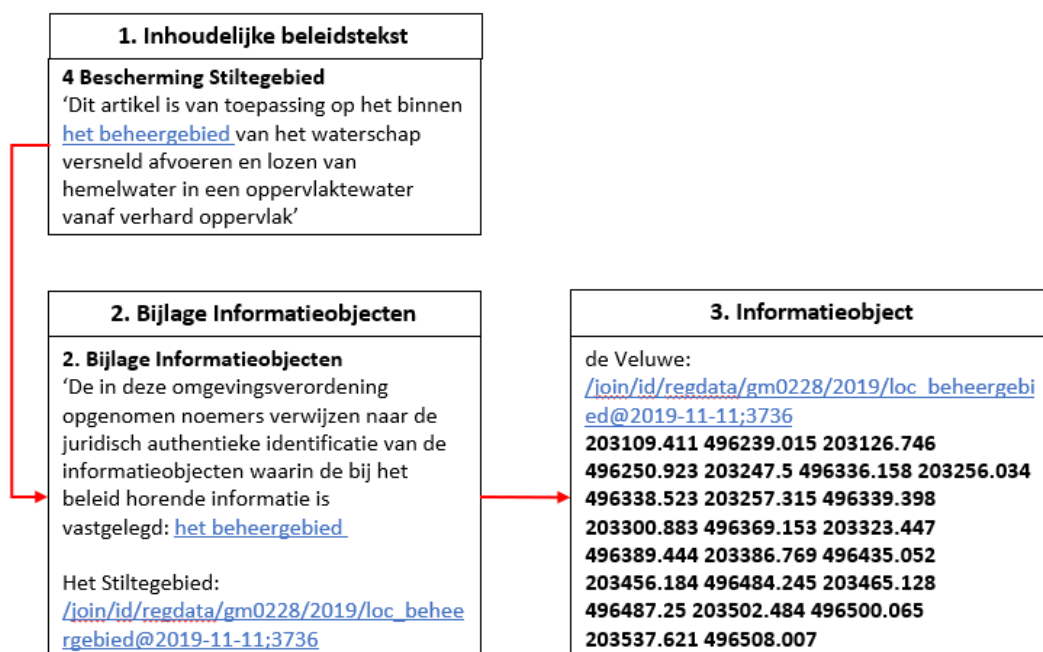 1. Inhoudelijke beleidstekst
4 Bescherming Stiltegebied
‘Dit artikel is van toepassing op het binnen
het beheergebied van het waterschap
versneld afvoeren en lozen van
hemelwater in een oppervlaktewater
vanaf verhard oppervlak’
2. Bijlage Informatieobjecten
2. Bijlage Informatieobjecten
‘De in deze omgevingsverordening
opgenomen noemers verwijzen naar de
juridisch authentieke identificatie van de
informatieobjecten waarin de bij het
beleid horende informatie is
vastgelegd: het beheergebied
Het Stiltegebied:
/join/id/regdata/gm0228/2019/loc_behee
rgebied@2019-11-11;3736
3. Informatieobject
de Veluwe:
/join/id/regdata/gm0228/2019/loc_beheergebi
ed@2019-11-11;3736
203109.411 496239.015 203126.746
496250.923 203247.5 496336.158 203256.034
496338.523 203257.315 496339.398
203300.883 496369.153 203323.447
496389.444 203386.769 496435.052
203456.184 496484.245 203465.128
496487.25 203502.484 496500.065
203537.621 496508.007